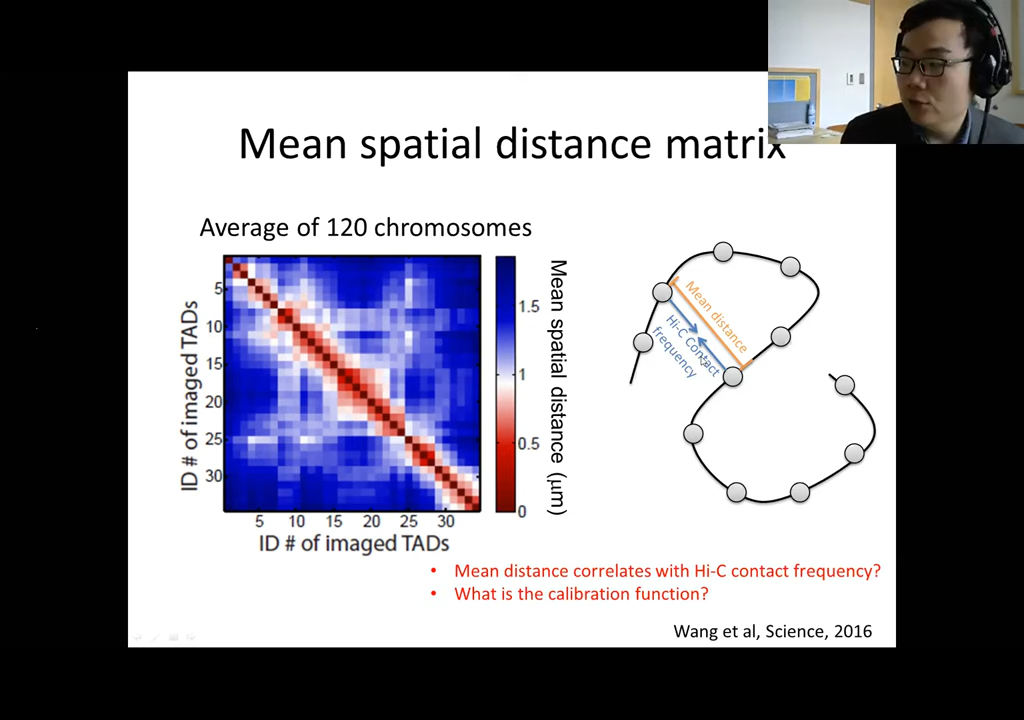 Mean spatial distance matrix
Average of 120 chromosomes
ID # of imaged TADs
5
10
15
20
25
30
5
10
15
20
25
30
ID # of imaged TADs
1.5
1
0.5
0
Mean spatial distance (μm)
Mean distance
Hi-C Contact
frequency
• Mean distance correlates with Hi-C contact frequency?
• What is the calibration function?
Wang et al, Science, 2016